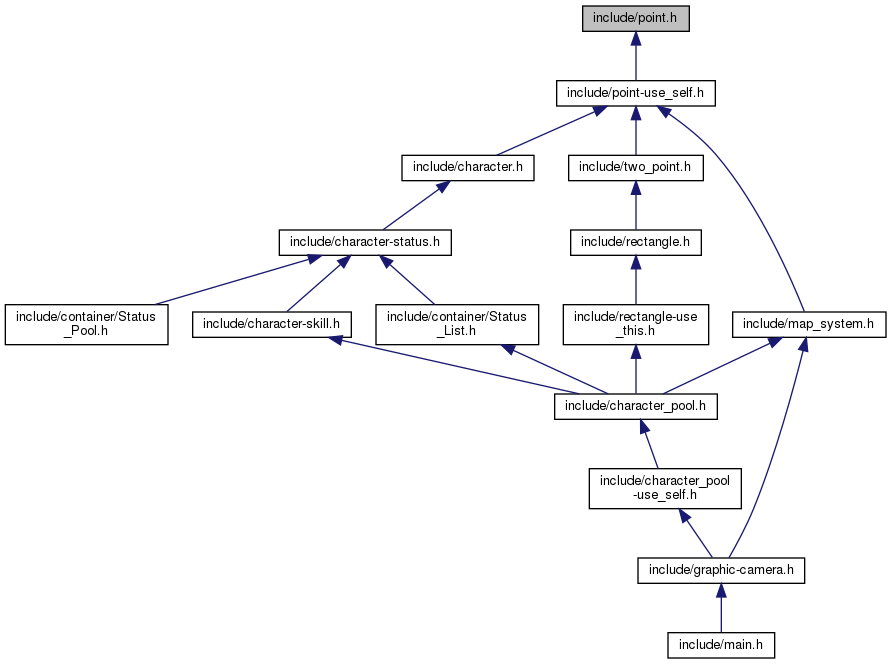 include/point.h
include/point-use_self.h
include/character.h
include/two_point.h
include/character-status.h
include/rectangle.h
include/container/Status
_Pool.h
include/character-skill.h
include/container/Status
_List.h
include/rectangle-use
_this.h
include/map_system.h
include/character_pool.h
include/character_pool
-use_self.h
include/graphic-camera.h
include/main.h